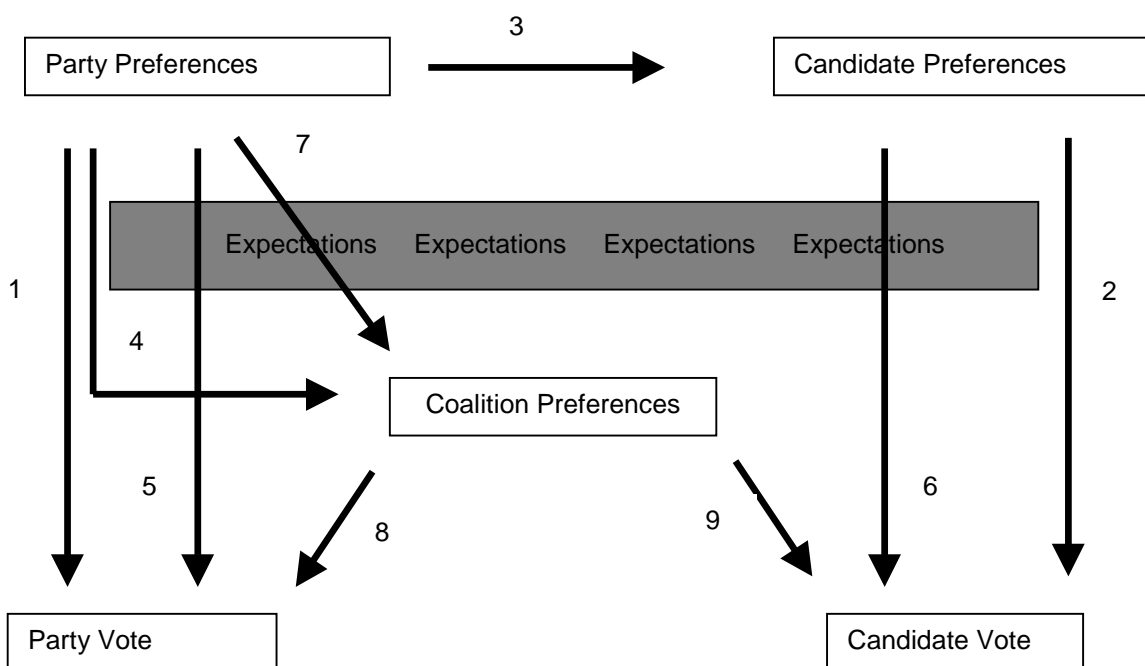 3
Party Preferences
Candidate Preferences
7
Expectations Expectations Expectations Expectations
1
2
4
Coalition Preferences
5
6
8
9
Party Vote
Candidate Vote